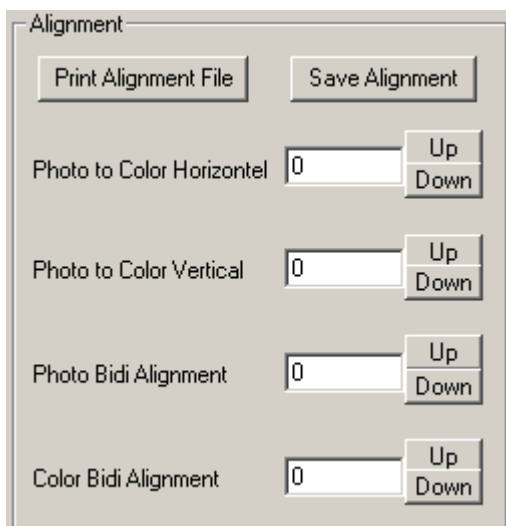 Alignment
Print Alignment File Save Alignment
Photo to Color Horizontel 0 Up
Down
Photo to Color Vertical 0 Up
Down
Photo Bidi Alignment 0 Up
Down
Color Bidi Alignment 0 Up
Down